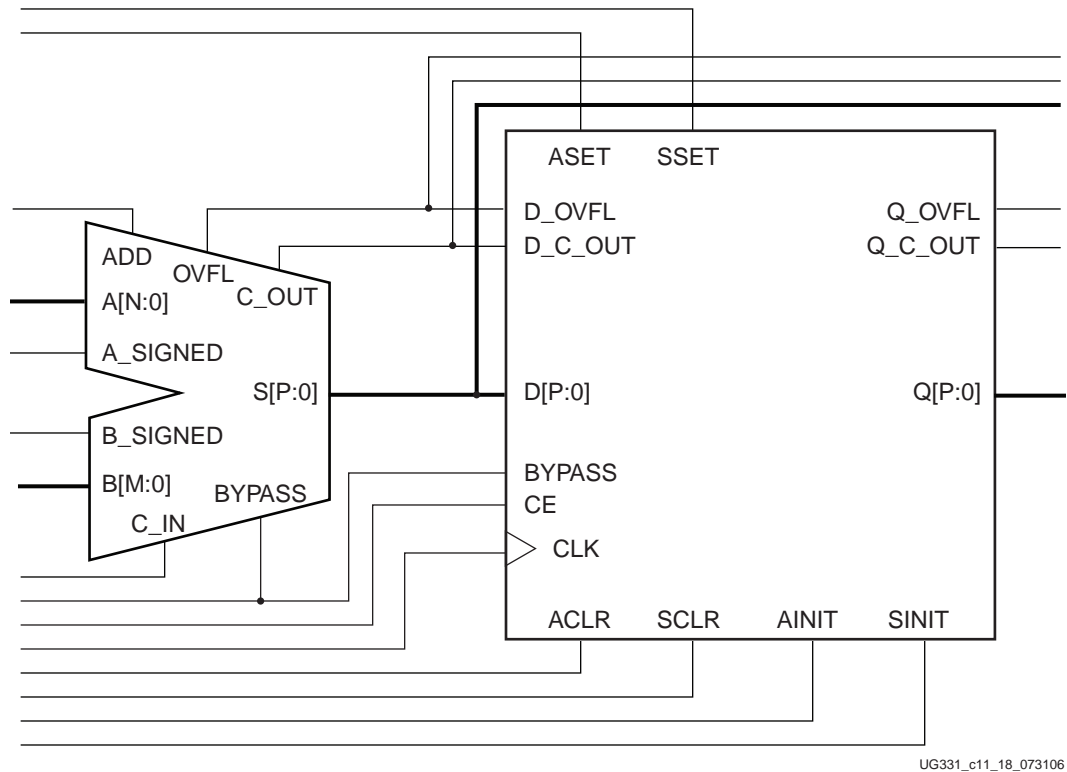 ASET SSET
D_OVFL Q_OVFL
D_C_OUT Q_C_OUT
ADD
OVFL
C_OUT
A[N:0]
A_SIGNED
S[P:0] D[P:0] Q[P:0]
B_SIGNED
B[M:0]
BYPASS
BYPASS
CE
C_IN
CLK
ACLR SCLR AINIT SINIT
UG331_c11_18_073106